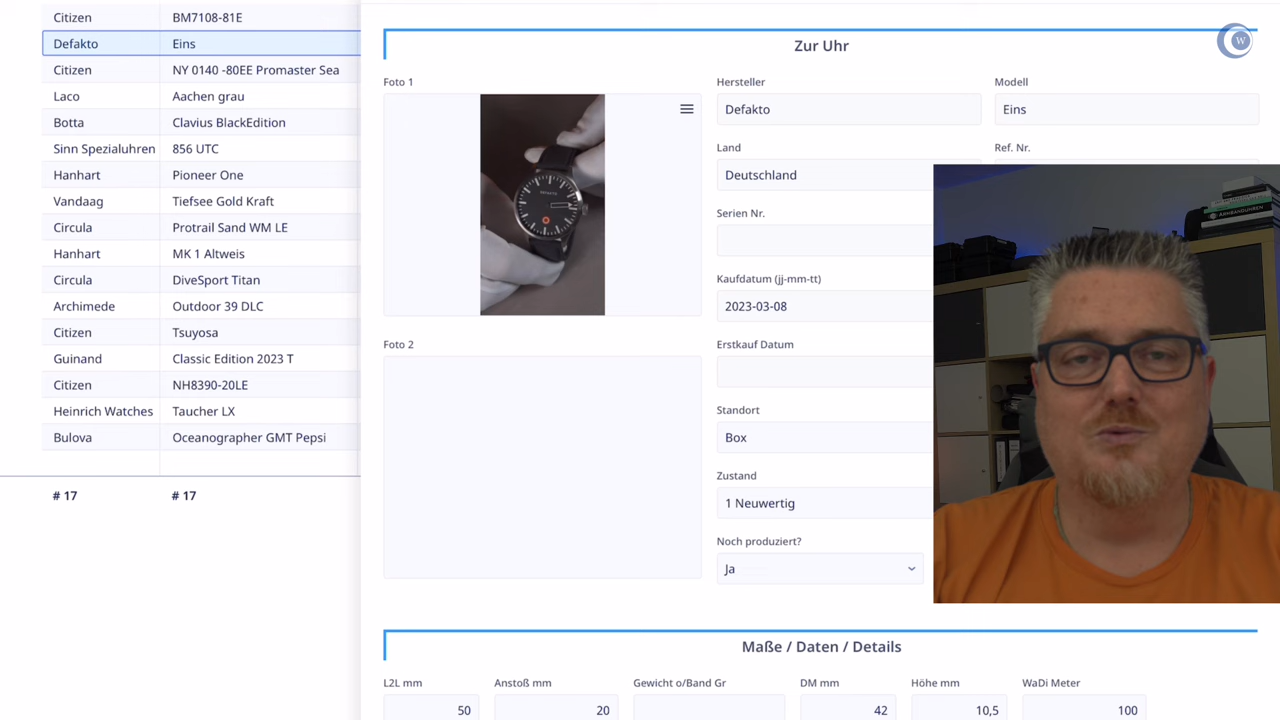 Citizen BM7108-81E
Defakto Eins
Citizen NY 0140 -80EE Promaster Sea
Laco Aachen grau
Botta Clavius BlackEdition
Sinn Spezialuhren 856 UTC
Hanhart Pioneer One
Vandaag Tiefsee Gold Kraft
Circula Protrail Sand WM LE
Hanhart MK 1 Altweis
Circula DiveSport Titan
Archimede Outdoor 39 DLC
Citizen Tsuyosa
Guinand Classic Edition 2023 T
Citizen NH8390-20LE
Heinrich Watches Taucher LX
Bulova Oceanographer GMT Pepsi
# 17 # 17
Zur Uhr
W
Foto 1
DEFAKTO
Foto 2
Hersteller Modell
Defakto Eins
Land Ref. Nr.
Deutschland
Serien Nr.
Kaufdatum (jj-mm-tt)
2023-03-08
Erstkauf Datum
Standort
Box
Zustand
1 Neuwertig
Noch produziert?
Ja
ARMBANDUHREN
Maße / Daten / Details
L2L mm Anstoß mm Gewicht o/Band Gr DM mm Höhe mm WaDi Meter
50 20 42 10,5 100